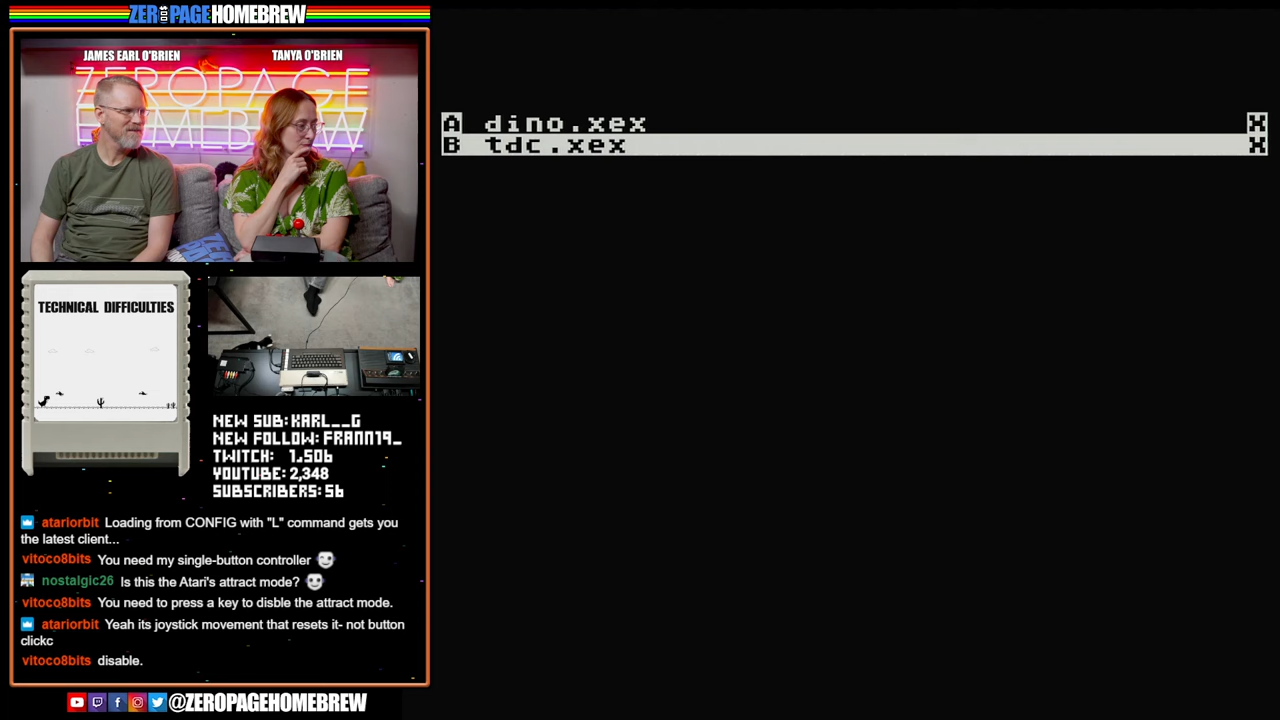 ZEROPAGE HOMEBREW
JAMES EARL O'BRIEN
TANYA O'BRIEN
ZEROPAGE
HOMEBREW
TECHNICAL DIFFICULTIES
NEW SUB: KARL__G
NEW FOLLOW: FRANN19_
TWITCH: 1,506
YOUTUBE: 2,348
SUBSCRIBERS: 56
atariorbit Loading from CONFIG with "L" command gets you
the latest client...
vitoco8bits You need my single-button controller
nostalgic26 Is this the Atari's attract mode?
vitoco8bits You need to press a key to disble the attract mode.
atariorbit Yeah its joystick movement that resets it- not button
clickc
vitoco8bits disable.
@ZEROPAGEHOMEBREW
A dino.xex X
B tdc.xex X